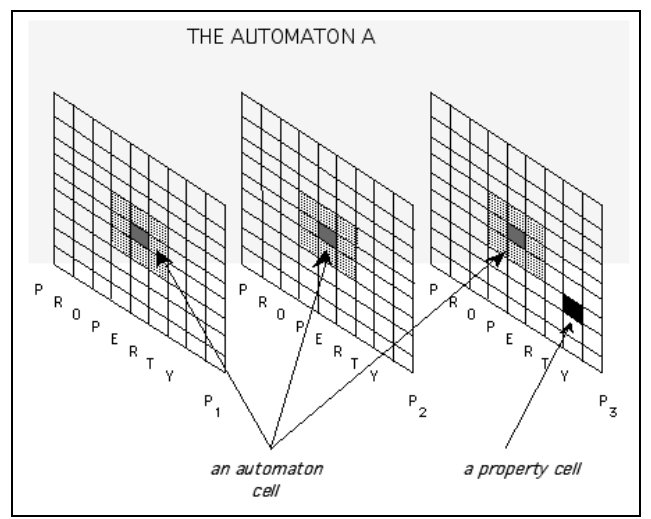 THE AUTOMATON A
PROPERTY P1
PROPERTY P2
PROPERTY P3
an automaton
cell
a property cell